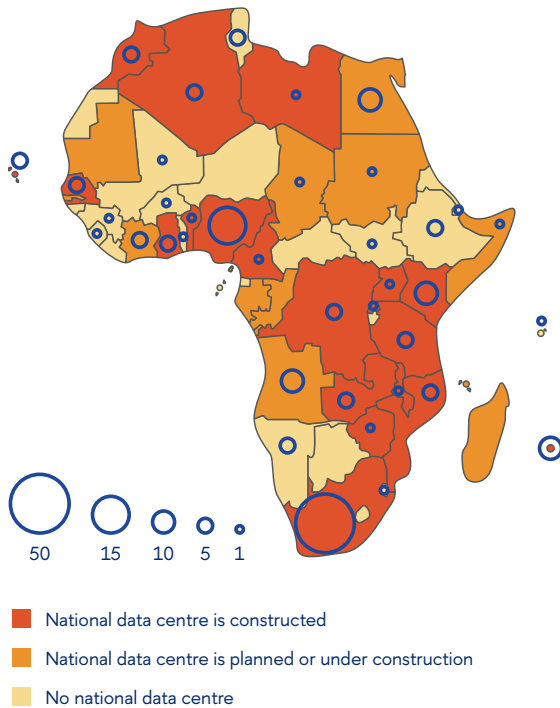 50 15 10 5 1
National data centre is constructed
National data centre is planned or under construction
No national data centre